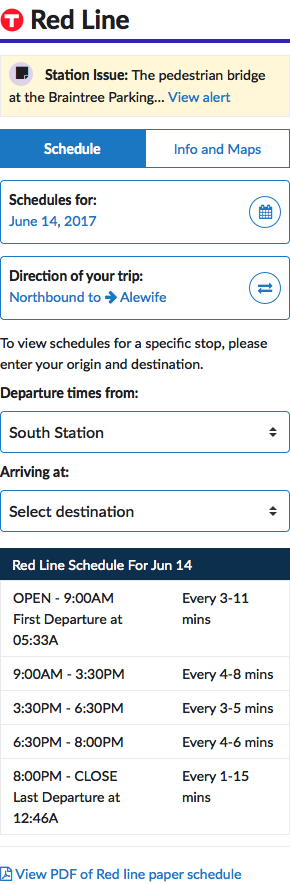 T Red Line
Station Issue: The pedestrian bridge
at the Braintree Parking... View alert
Schedule
Info and Maps
Schedules for:
June 14, 2017
Direction of your trip:
Northbound to → Alewife
To view schedules for a specific stop, please
enter your origin and destination.
Departure times from:
South Station
Arriving at:
Select destination
Red Line Schedule For Jun 14
OPEN - 9:00AM Every 3-11
First Departure at mins
05:33A
9:00AM - 3:30PM Every 4-8 mins
3:30PM - 6:30PM Every 3-5 mins
6:30PM - 8:00PM Every 4-6 mins
8:00PM - CLOSE Every 1-15
Last Departure at mins
12:46A
View PDF of Red line paper schedule